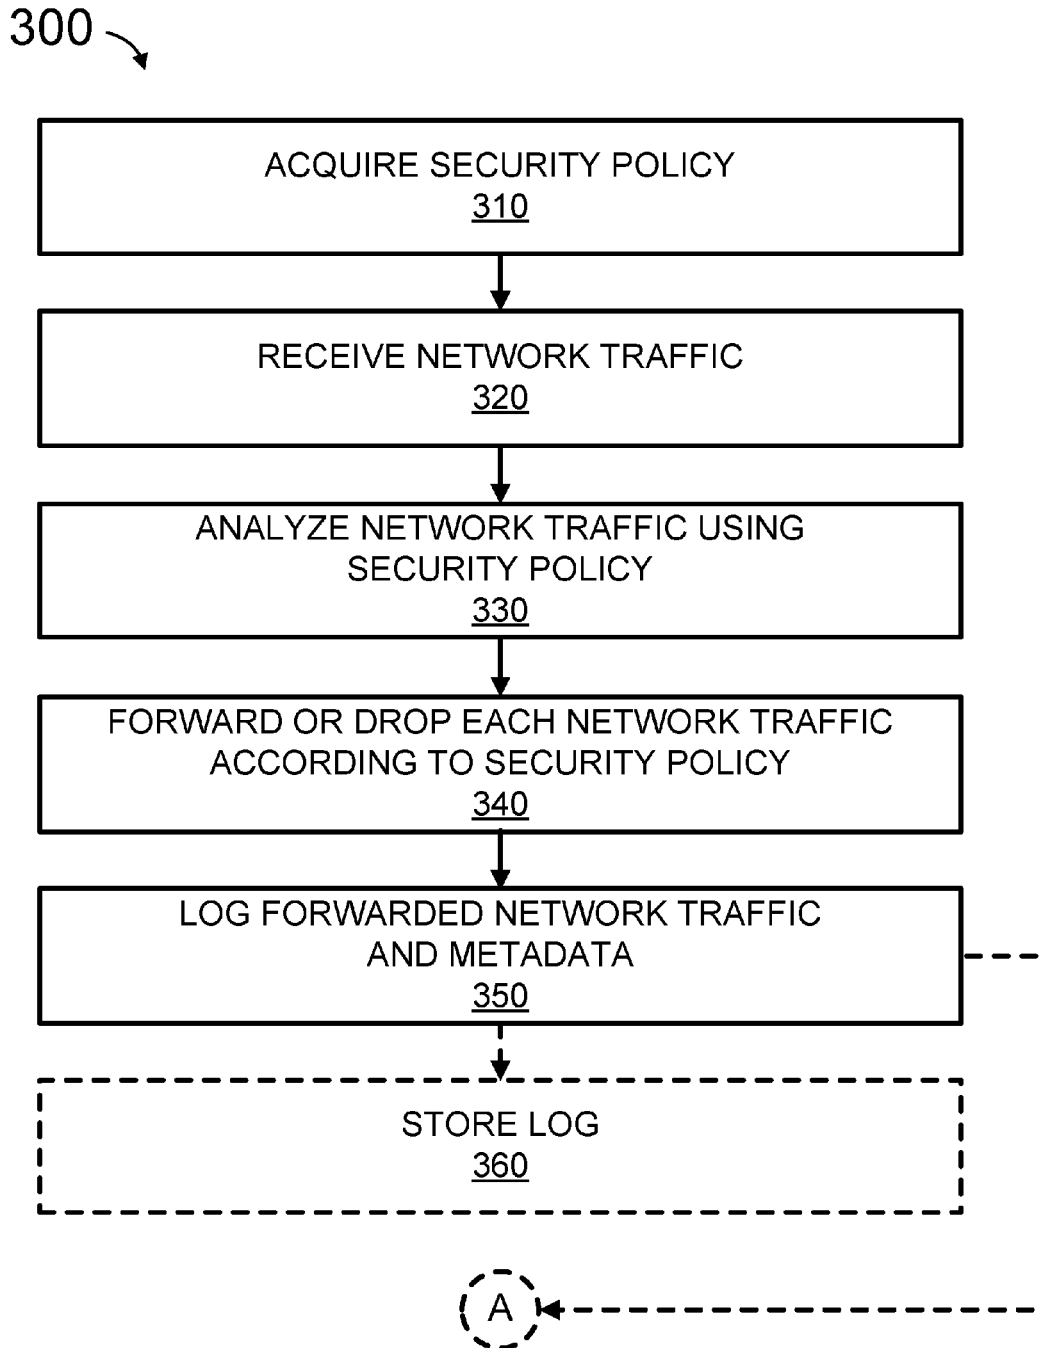 300
ACQUIRE SECURITY POLICY
310
RECEIVE NETWORK TRAFFIC
320
ANALYZE NETWORK TRAFFIC USING
SECURITY POLICY
330
FORWARD OR DROP EACH NETWORK TRAFFIC
ACCORDING TO SECURITY POLICY
340
LOG FORWARDED NETWORK TRAFFIC
AND METADATA
350
STORE LOG
360
A